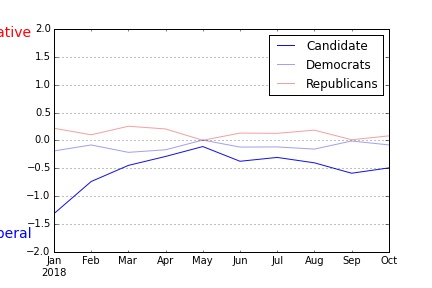 ative
2.0
1.5
1.0
0.5
0.0
−0.5
−1.0
−1.5
−2.0
beral
Candidate
Democrats
Republicans
Jan Feb Mar Apr May Jun Jul Aug Sep Oct
2018